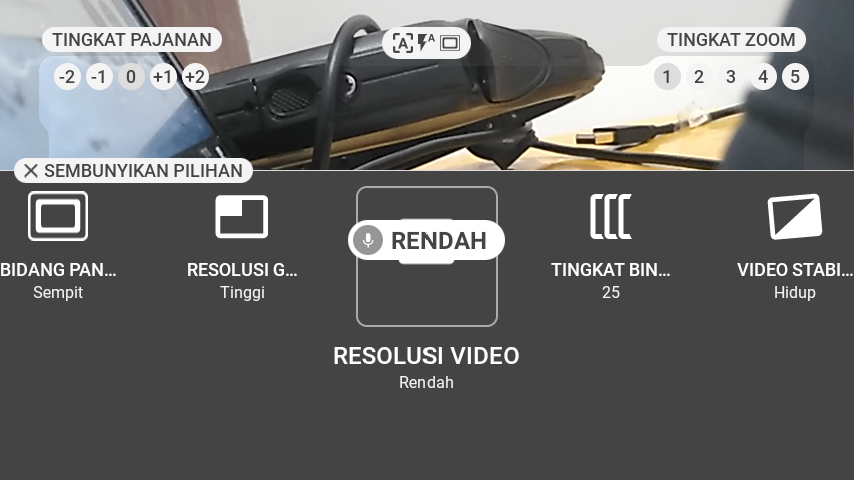 TINGKAT PAJANAN
TINGKAT ZOOM
-2 -1 0 +1 +2
1 2 3 4 5
SEMBUNYIKAN PILIHAN
RENDAH
BIDANG PAN...
Sempit
RESOLUSI G...
Tinggi
RESOLUSI VIDEO
Rendah
TINGKAT BIN...
25
VIDEO STABI...
Hidup